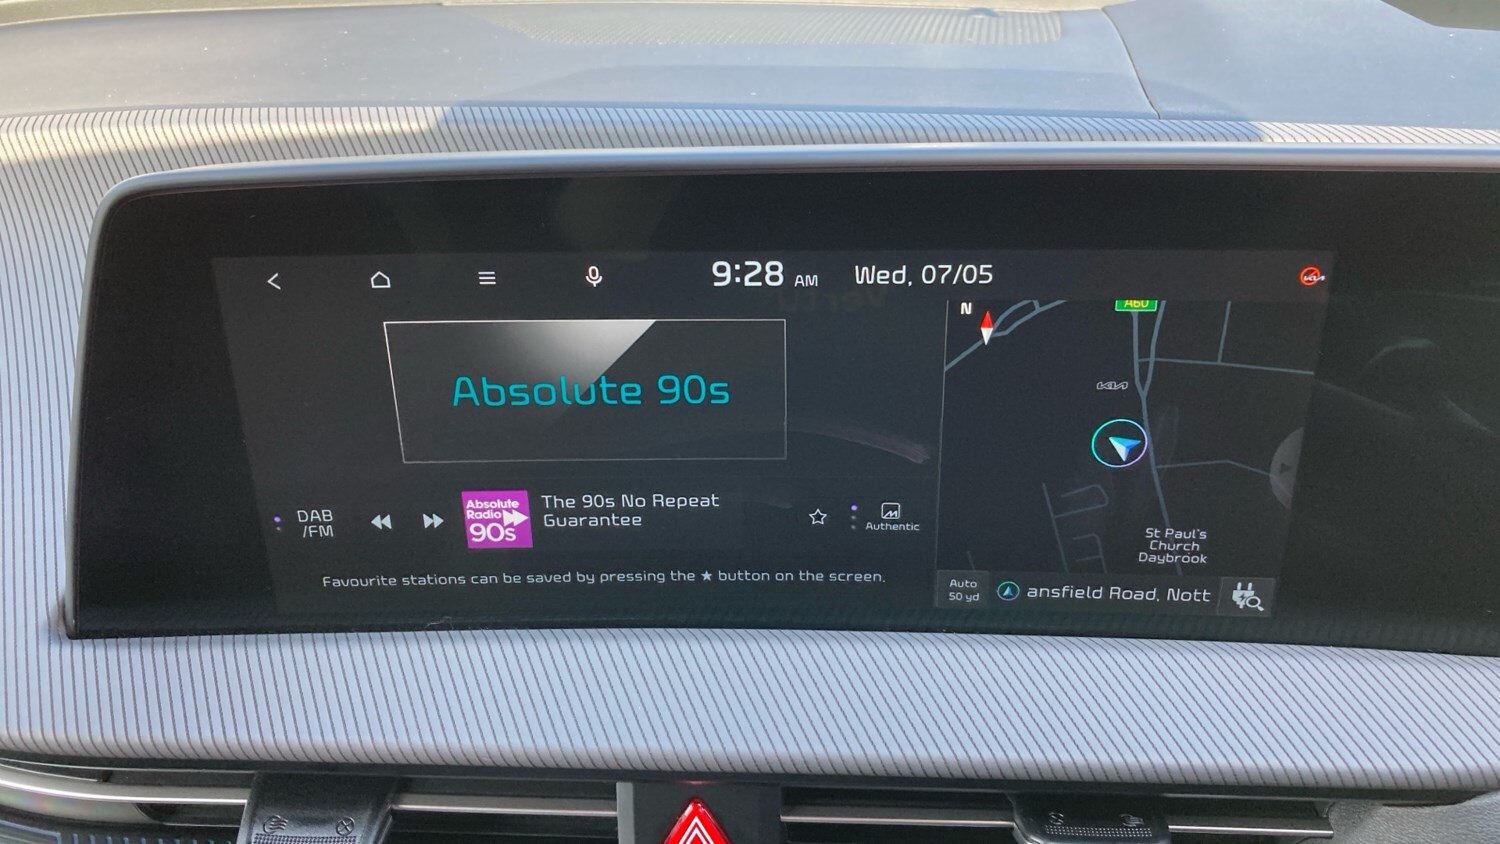 9:28 AM Wed, 07/05
Absolute 90s
DAB
/FM
Absolute
Radio
90s
The 90s No Repeat
Guarantee
Authentic
Favourite stations can be saved by pressing the ★ button on the screen.
N
A60
KIA
St Paul's
Church
Daybrook
Auto
50 yd
ansfield Road, Nott